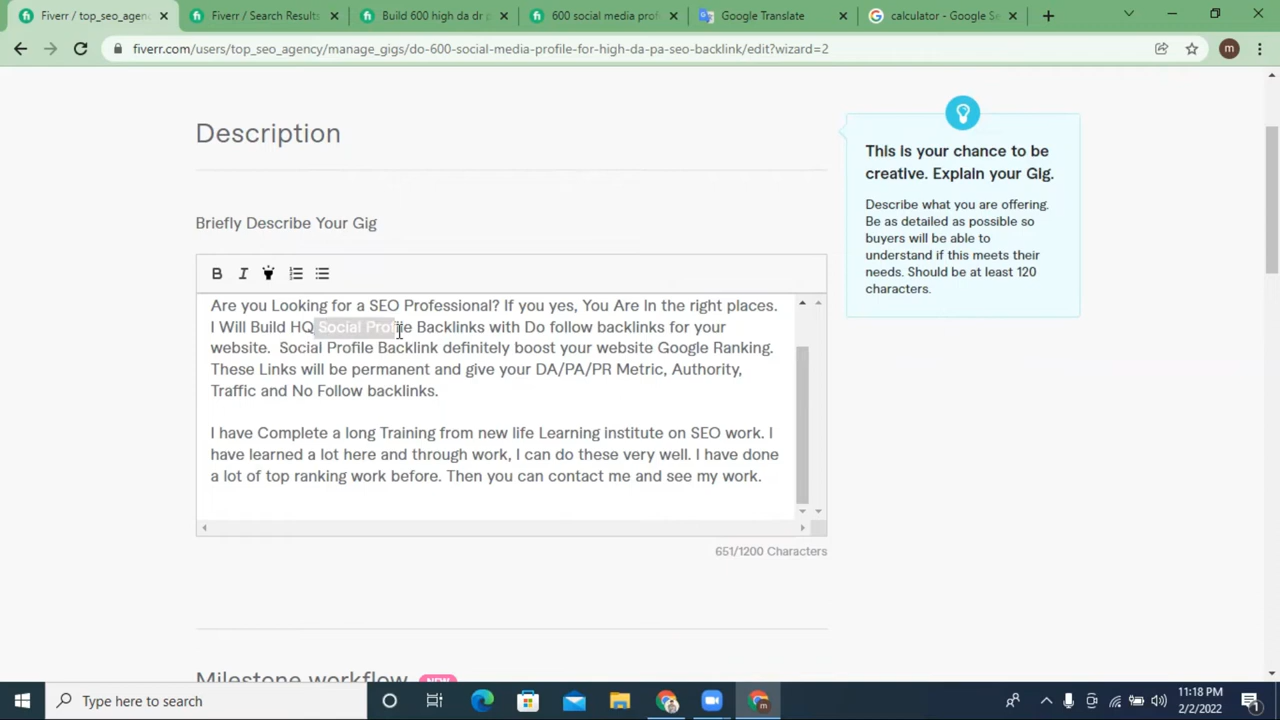 Fiverr / top_seo_agen
Fiverr / Search Results
Build 600 high da dr p
600 social media prof
Google Translate
calculator - Google Se
fiverr.com/users/top_seo_agency/manage_gigs/do-600-social-media-profile-for-high-da-pa-seo-backlink/edit?wizard=2
m
Description
Briefly Describe Your Gig
B I
Are you Looking for a SEO Professional? If you yes, You Are In the right places.
I Will Build HQ Social Profile Backlinks with Do follow backlinks for your
website.  Social Profile Backlink definitely boost your website Google Ranking.
These Links will be permanent and give your DA/PA/PR Metric, Authority,
Traffic and No Follow backlinks.
I have Complete a long Training from new life Learning institute on SEO work. I
have learned a lot here and through work, I can do these very well. I have done
a lot of top ranking work before. Then you can contact me and see my work.
651/1200 Characters
This is your chance to be
creative. Explain your Gig.
Describe what you are offering.
Be as detailed as possible so
buyers will be able to
understand if this meets their
needs. Should be at least 120
characters.
Milestone workflow NEW
Type here to search
11:18 PM
2/2/2022